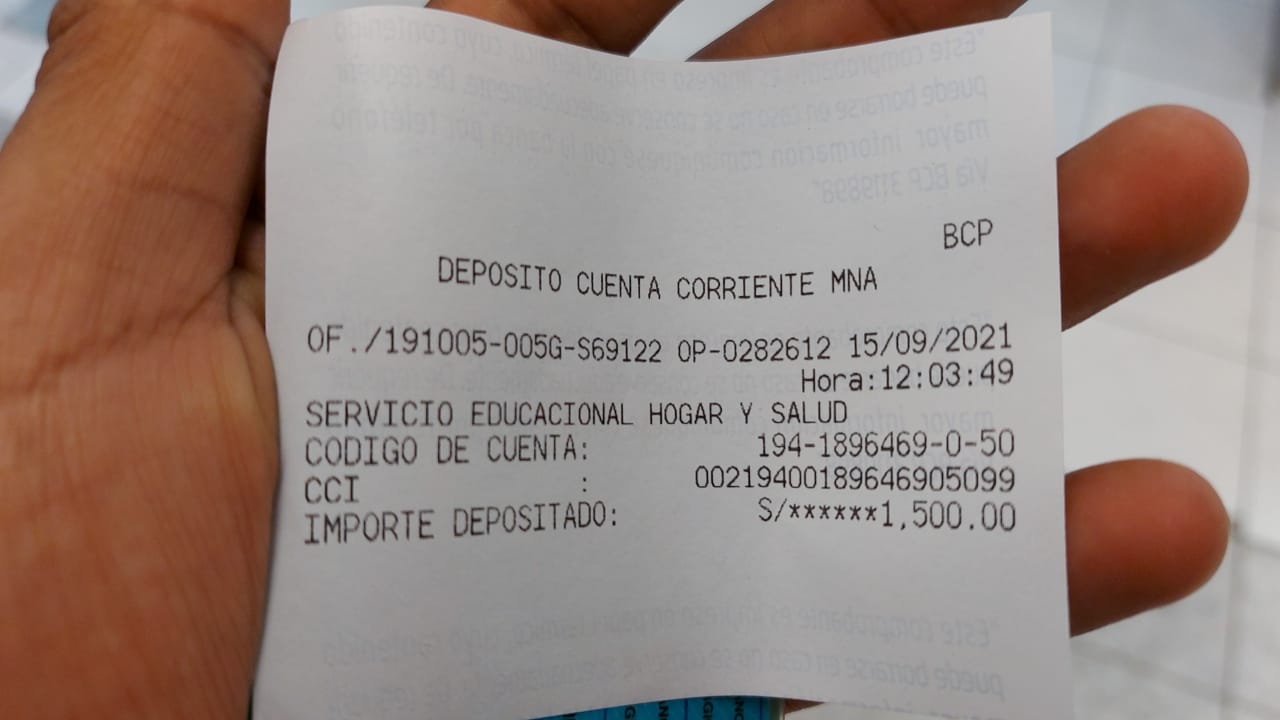 BCP
DEPOSITO CUENTA CORRIENTE MNA
OF./191005-005G-S69122 OP-0282612 15/09/2021
Hora:12:03:49
SERVICIO EDUCACIONAL HOGAR Y SALUD
CODIGO DE CUENTA: 194-1896469-0-50
CCI : 00219400189646905099
IMPORTE DEPOSITADO: S/******1,500.00